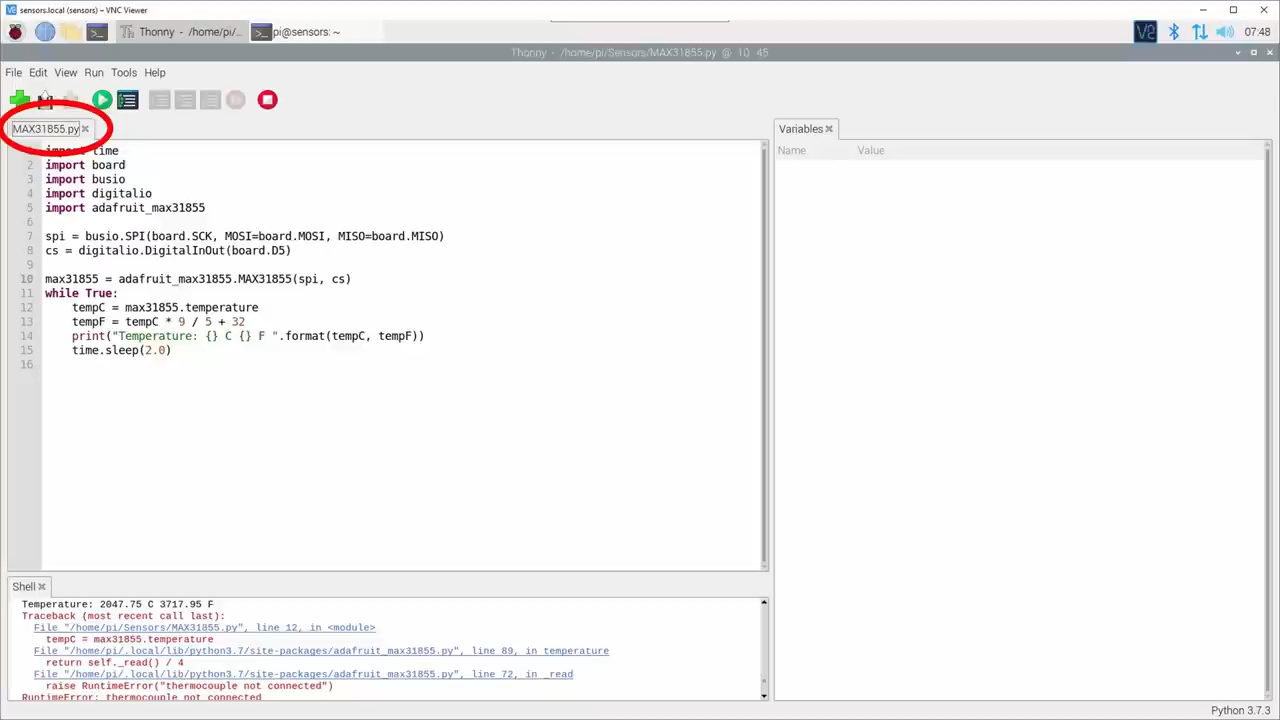 sensors.local (sensors) – VNC Viewer
Thonny - /home/pi/... pi@sensors: ~ 07:48
Thonny - /home/pi/Sensors/MAX31855.py @ 10 : 45
File Edit View Run Tools Help
MAX31855.py
import time
2 import board
3 import busio
4 import digitalio
5 import adafruit_max31855
6
7 spi = busio.SPI(board.SCK, MOSI=board.MOSI, MISO=board.MISO)
8 cs = digitalio.DigitalInOut(board.D5)
9
10 max31855 = adafruit_max31855.MAX31855(spi, cs)
11 while True:
12 tempC = max31855.temperature
13 tempF = tempC * 9 / 5 + 32
14 print("Temperature: {} C {} F ".format(tempC, tempF))
15 time.sleep(2.0)
16
Variables
Name Value
Shell
Temperature: 2047.75 C 3717.95 F
Traceback (most recent call last):
File "/home/pi/Sensors/MAX31855.py", line 12, in <module>
tempC = max31855.temperature
File "/home/pi/.local/lib/python3.7/site-packages/adafruit_max31855.py", line 89, in temperature
return self._read() / 4
File "/home/pi/.local/lib/python3.7/site-packages/adafruit_max31855.py", line 72, in _read
raise RuntimeError("thermocouple not connected")
RuntimeError: thermocouple not connected
Python 3.7.3